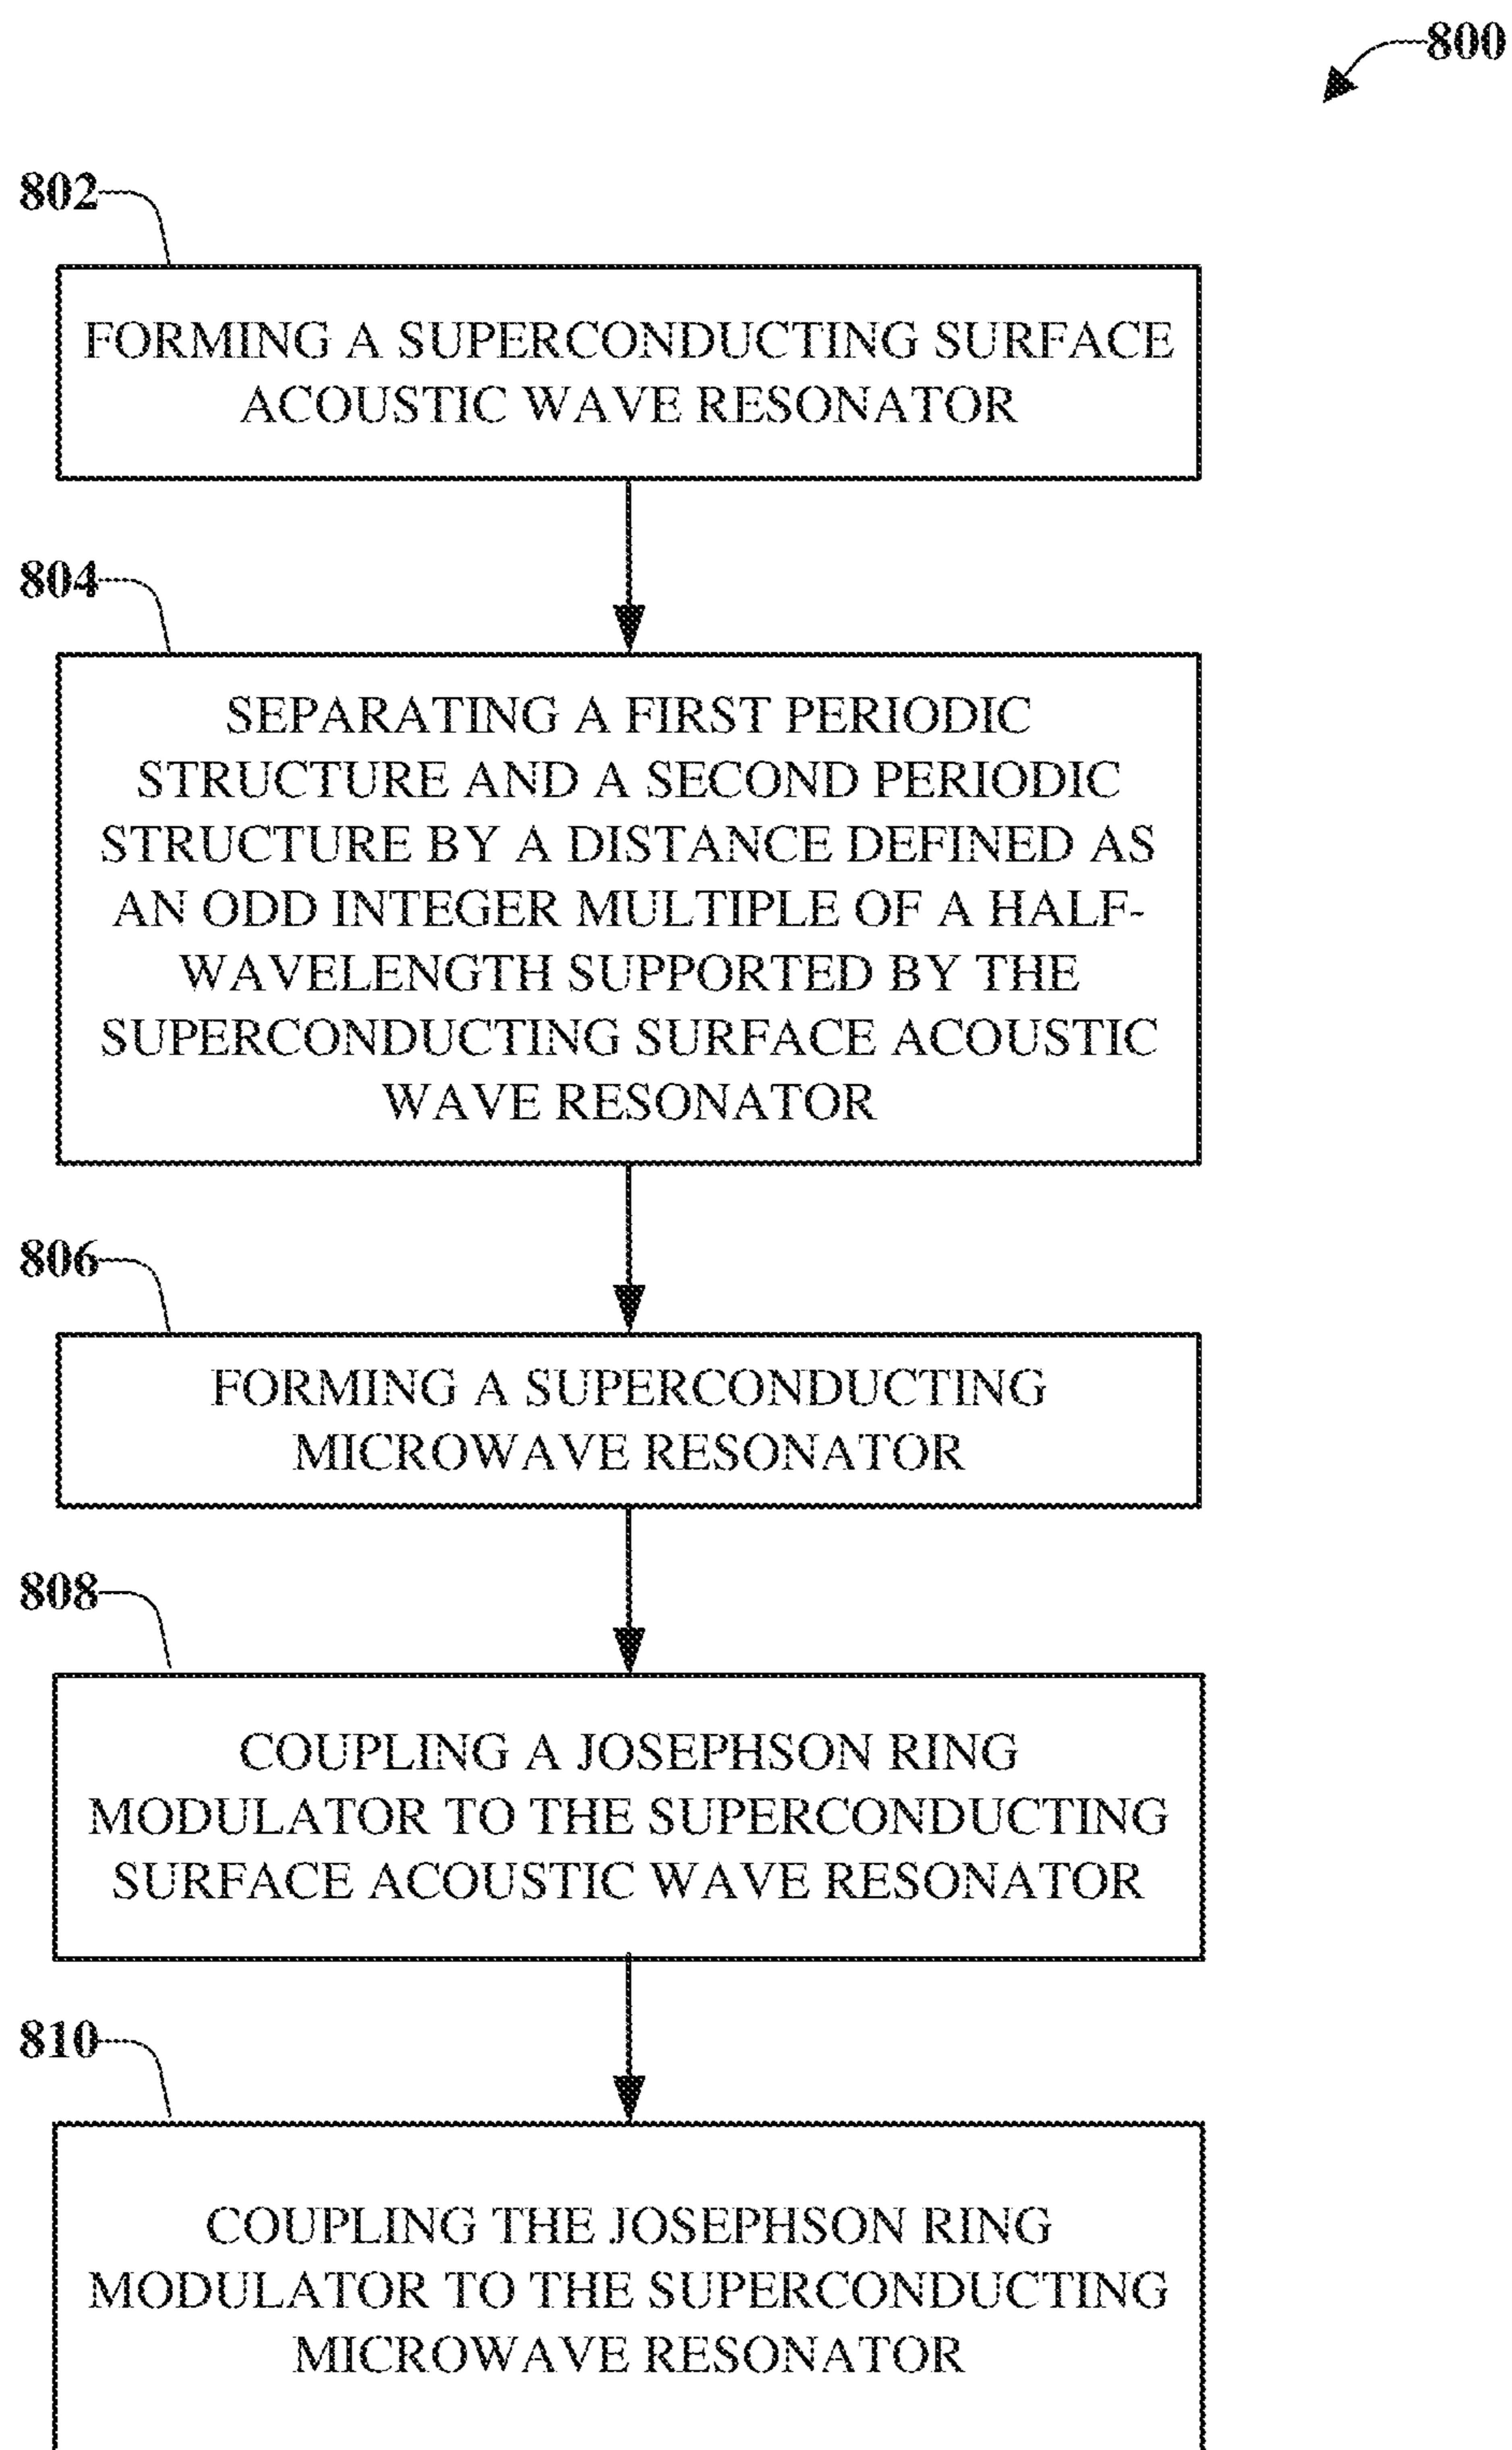 800
802
FORMING A SUPERCONDUCTING SURFACE
ACOUSTIC WAVE RESONATOR
804
SEPARATING A FIRST PERIODIC
STRUCTURE AND A SECOND PERIODIC
STRUCTURE BY A DISTANCE DEFINED AS
AN ODD INTEGER MULTIPLE OF A HALF-
WAVELENGTH SUPPORTED BY THE
SUPERCONDUCTING SURFACE ACOUSTIC
WAVE RESONATOR
806
FORMING A SUPERCONDUCTING
MICROWAVE RESONATOR
808
COUPLING A JOSEPHSON RING
MODULATOR TO THE SUPERCONDUCTING
SURFACE ACOUSTIC WAVE RESONATOR
810
COUPLING THE JOSEPHSON RING
MODULATOR TO THE SUPERCONDUCTING
MICROWAVE RESONATOR